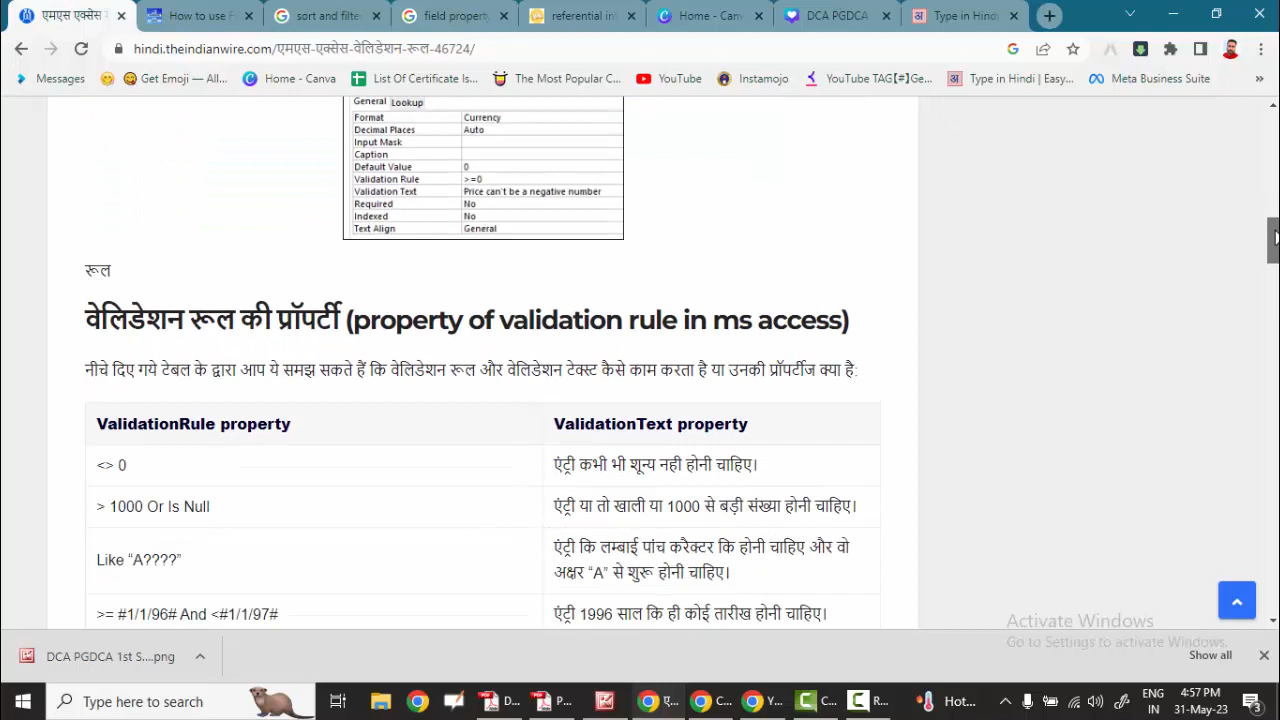 एमएस एक्सेस
How to use F
sort and filte
field property
referential in
Home - Canv
DCA PGDCA
Type in Hindi
hindi.theindianwire.com/एमएस-एक्सेस-वेलिडेशन-रूल-46724/
Messages
Get Emoji — All...
Home - Canva
List Of Certificate Is...
The Most Popular C...
YouTube
Instamojo
YouTube TAG【#】Ge...
Type in Hindi | Easy...
Meta Business Suite
General Lookup
Format Currency
Decimal Places Auto
Input Mask
Caption
Default Value 0
Validation Rule >=0
Validation Text Price can't be a negative number
Required No
Indexed No
Text Align General
रूल
वेलिडेशन रूल की प्रॉपर्टी (property of validation rule in ms access)
नीचे दिए गये टेबल के द्वारा आप ये समझ सकते हैं कि वेलिडेशन रूल और वेलिडेशन टेक्स्ट कैसे काम करता है या उनकी प्रॉपर्टीज क्या है:
ValidationRule property ValidationText property
<> 0 एंट्री कभी भी शून्य नही होनी चाहिए।
> 1000 Or Is Null एंट्री या तो खाली या 1000 से बड़ी संख्या होनी चाहिए।
Like “A????” एंट्री कि लम्बाई पांच करैक्टर कि होनी चाहिए और वो
अक्षर “A” से शुरू होनी चाहिए।
>= #1/1/96# And <#1/1/97# एंट्री 1996 साल कि ही कोई तारीख होनी चाहिए।
Activate Windows
Go to Settings to activate Windows.
DCA PGDCA 1st S....png
Show all
Type here to search
D...
P...
ए...
C...
Y...
C...
R...
Hot...
ENG
IN
4:57 PM
31-May-23
3